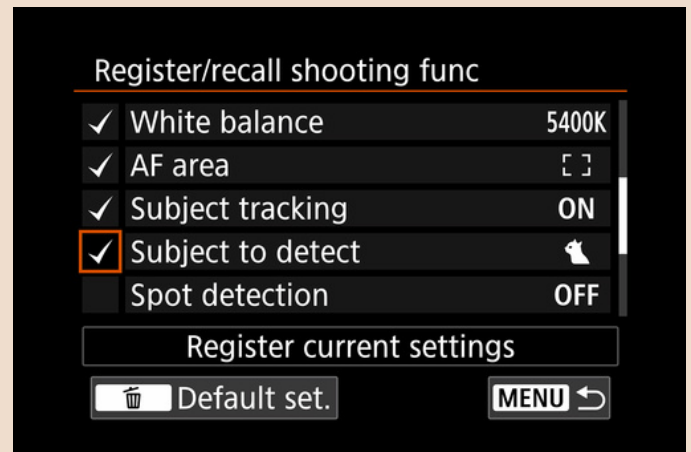 Register/recall shooting func
White balance 5400K
AF area
Subject tracking ON
Subject to detect
Spot detection OFF
Register current settings
Default set. MENU